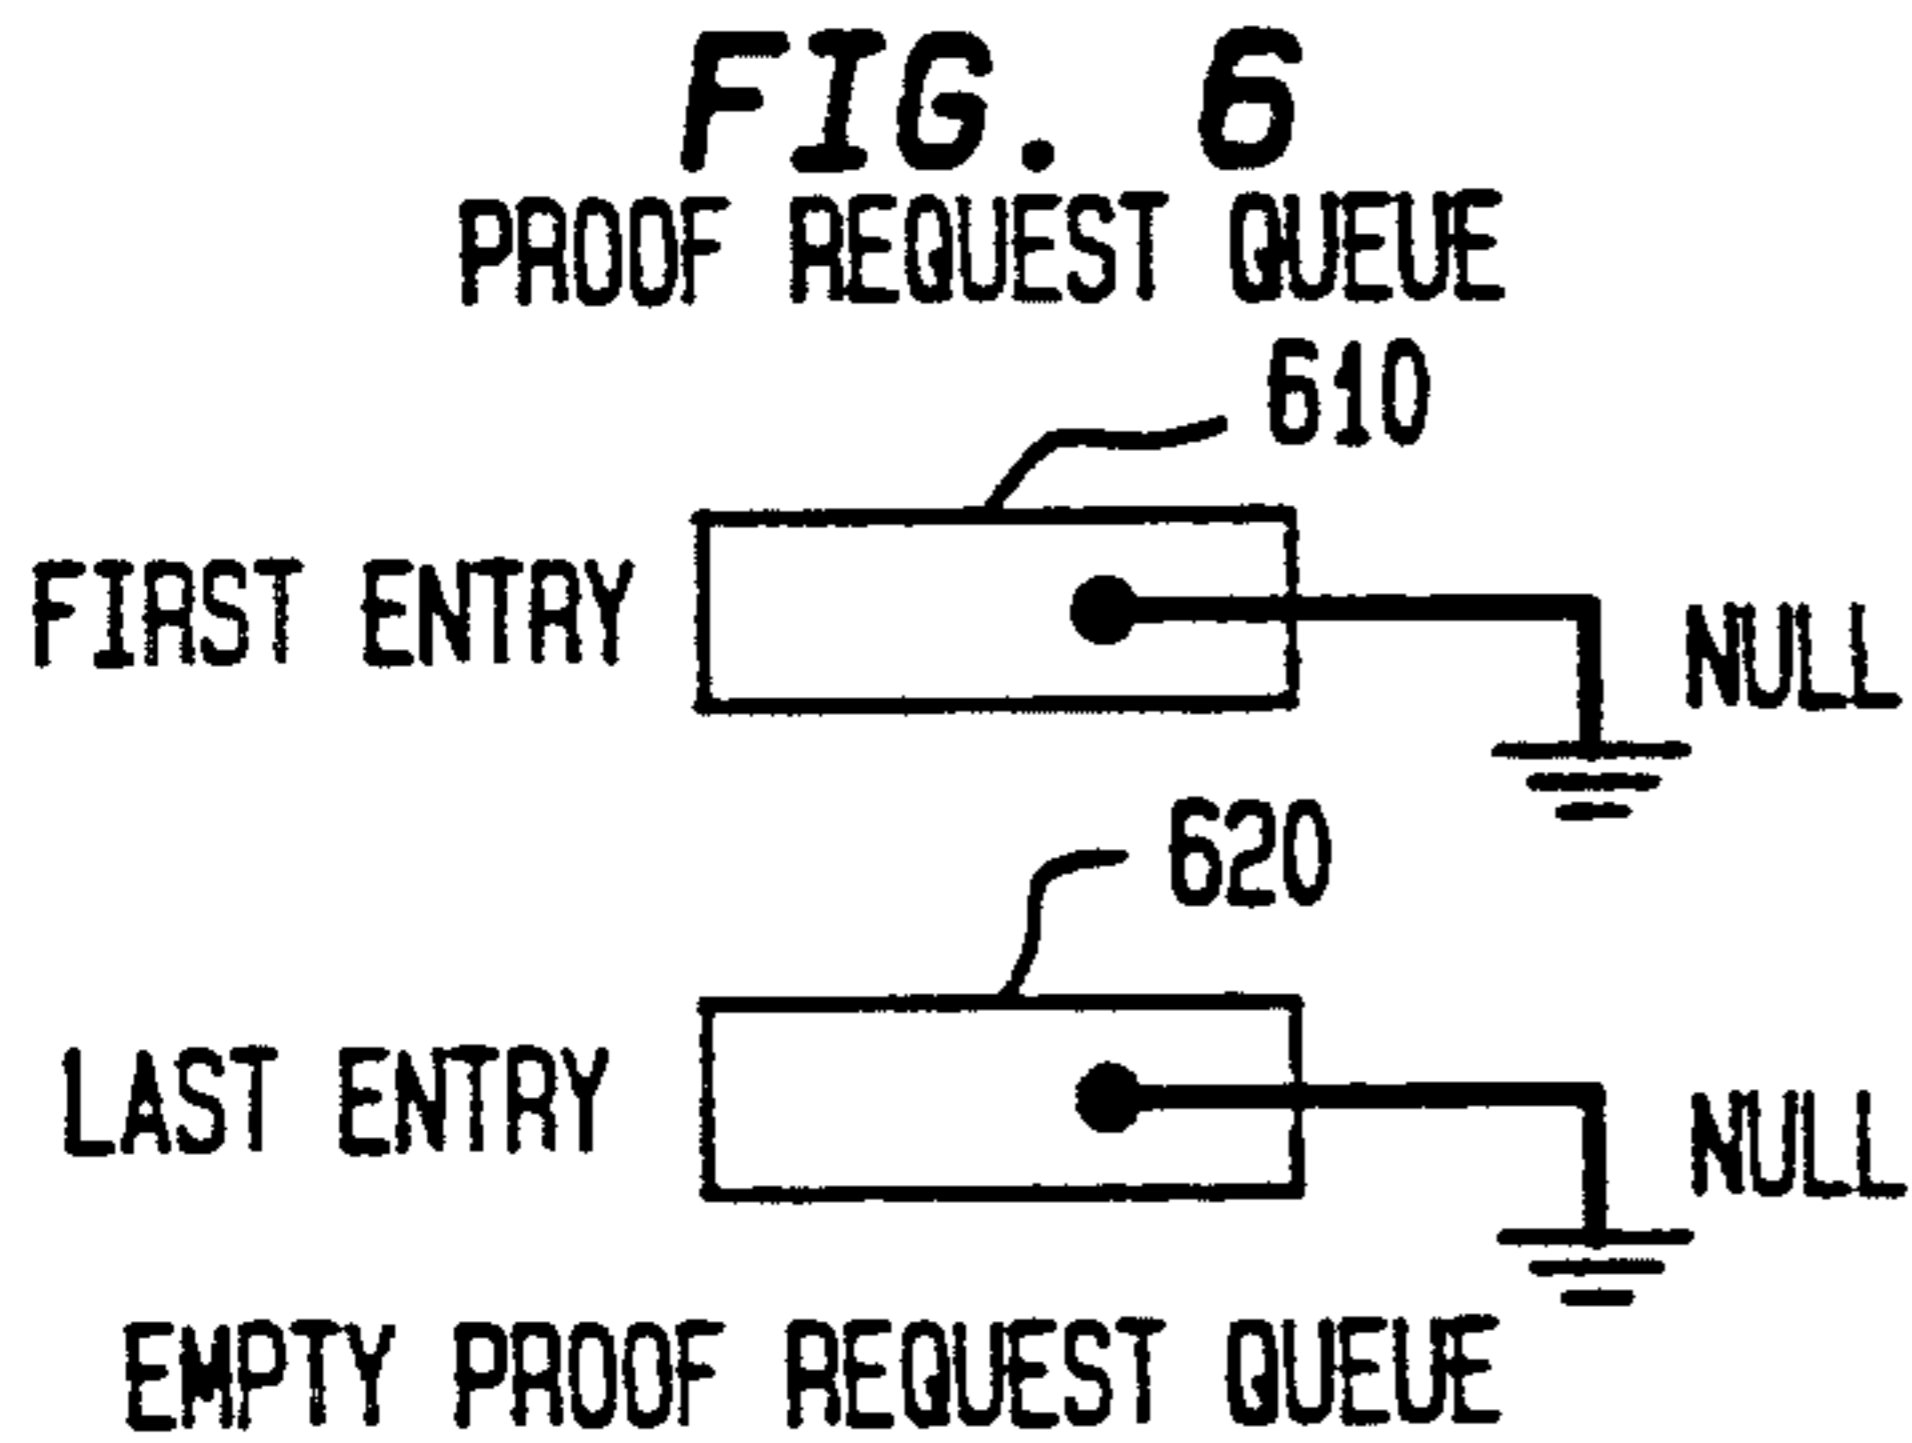 FIG. 6
PROOF REQUEST QUEUE
610
FIRST ENTRY
NULL
620
LAST ENTRY
NULL
EMPTY PROOF REQUEST QUEUE